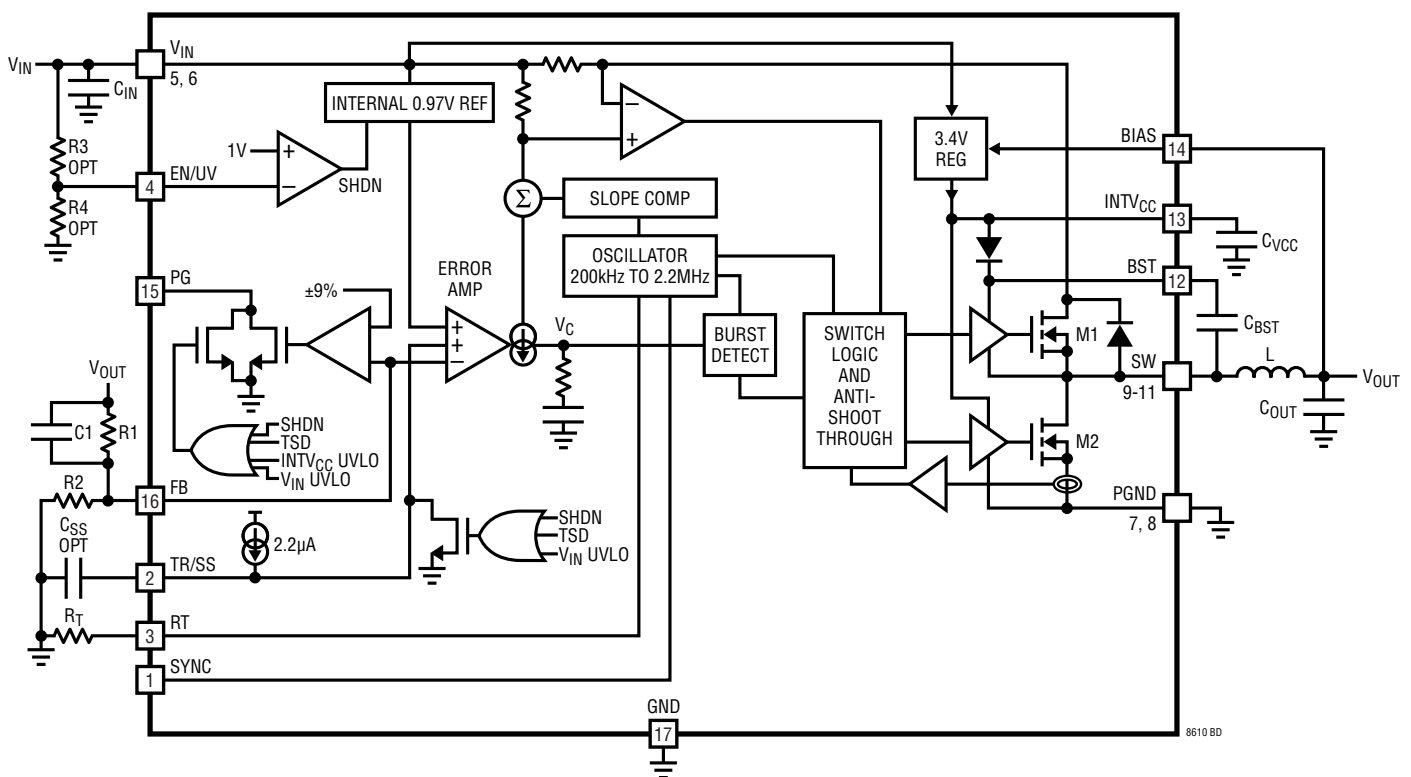 VIN
VIN
5, 6
CIN
INTERNAL 0.97V REF
R3
OPT
1V
+
−
SHDN
4
EN/UV
R4
OPT
−
+
3.4V
REG
BIAS
14
Σ
SLOPE COMP
INTVCC
13
CVCC
OSCILLATOR
200kHz TO 2.2MHz
BST
12
CBST
15
PG
±9%
ERROR
AMP
+
+
−
VC
BURST
DETECT
SWITCH
LOGIC
AND
ANTI-
SHOOT
THROUGH
M1
SW
9-11
L
VOUT
COUT
VOUT
C1
R1
SHDN
TSD
INTVCC UVLO
VIN UVLO
M2
R2
16
FB
PGND
7, 8
CSS
OPT
2.2µA
SHDN
TSD
VIN UVLO
2
TR/SS
RT
3
RT
1
SYNC
GND
17
8610 BD